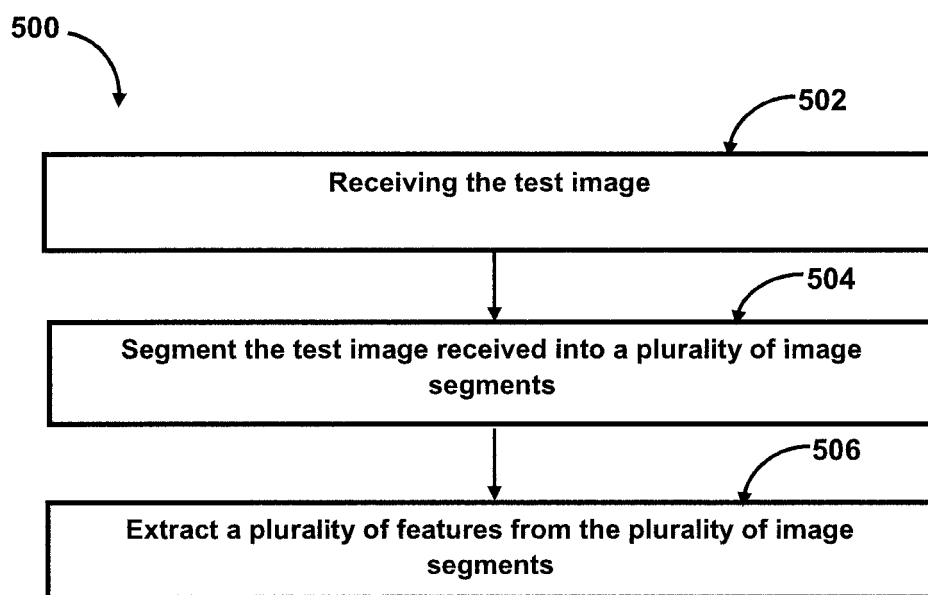 500
502
Receiving the test image
504
Segment the test image received into a plurality of image
segments
506
Extract a plurality of features from the plurality of image
segments